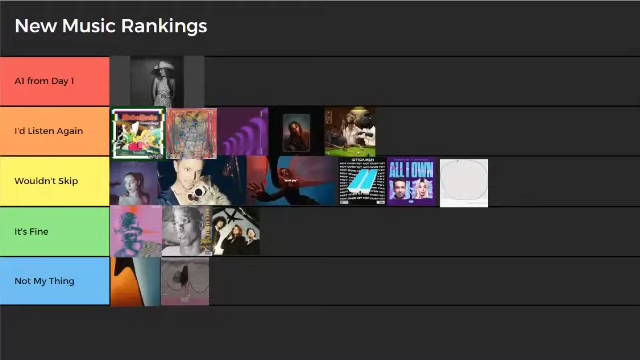 New Music Rankings
A1 from Day 1
I'd Listen Again
Wouldn't Skip
ALL I OWN
It's Fine
Not My Thing